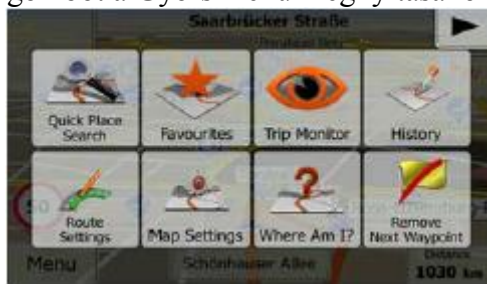 Saarbrücker Straße
Quick Place
Search
Favourites
Trip Monitor
History
50
Route
Settings
Map Settings
Where Am I?
Remove
Next Waypoint
Menu
Schönhauser Allee
Distance
1030 km